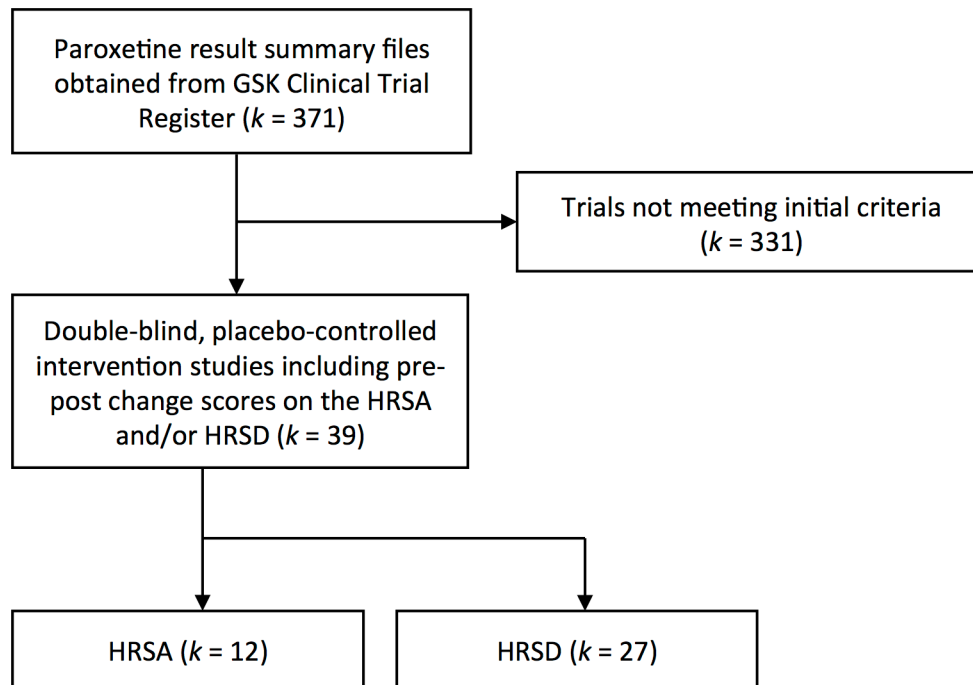 Paroxetine result summary files
obtained from GSK Clinical Trial
Register (k = 371)
Trials not meeting initial criteria
(k = 331)
Double-blind, placebo-controlled
intervention studies including pre-
post change scores on the HRSA
and/or HRSD (k = 39)
HRSA (k = 12)
HRSD (k = 27)